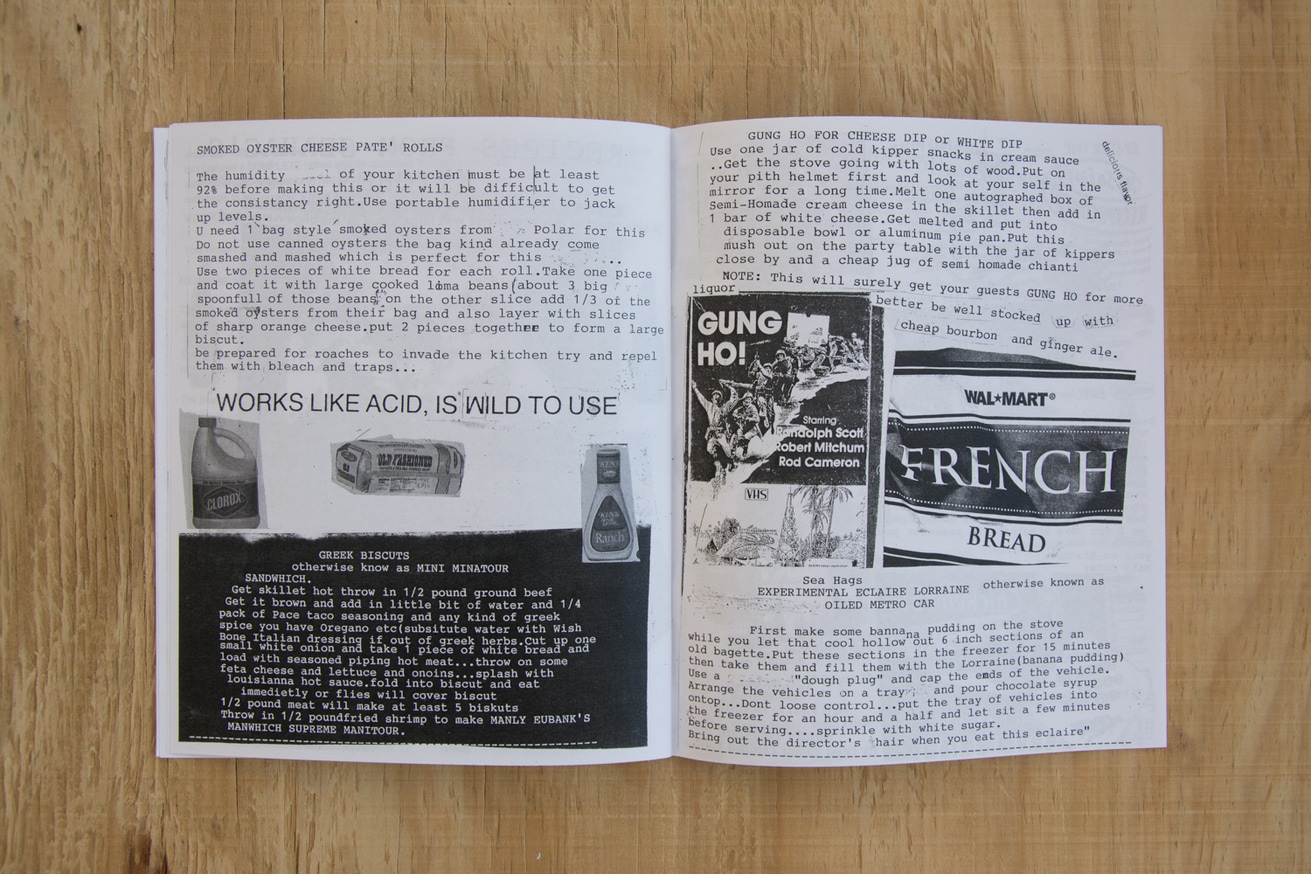 SMOKED OYSTER CHEESE PATE' ROLLS
The humidity of your kitchen must be at least
92% before making this or it will be difficult to get
the consistancy right.Use portable humidifier to jack
up levels.
U need 1 bag style smoked oysters from Polar for this
Do not use canned oysters the bag kind already come
smashed and mashed which is perfect for this ...
Use two pieces of white bread for each roll.Take one piece
and coat it with large cooked lima beans(about 3 big
spoonfull of those beans on the other slice add 1/3 of the
smoked oysters from their bag and also layer with slices
of sharp orange cheese.put 2 pieces together to form a large
biscut.
be prepared for roaches to invade the kitchen try and repel
them with bleach and traps...
WORKS LIKE ACID, IS WILD TO USE
CLOROX
OLD FASHIONED
Ranch
GREEK BISCUTS
otherwise know as MINI MINATOUR
SANDWHICH.
Get skillet hot throw in 1/2 pound ground beef
Get it brown and add in little bit of water and 1/4
pack of Pace taco seasoning and any kind of greek
spice you have Oregano etc(subsitute water with Wish
Bone Italian dressing if out of greek herbs.Cut up one
small white onion and take 1 piece of white bread and
load with seasoned piping hot meat...throw on some
feta cheese and lettuce and onoins...splash with
louisianna hot sauce.fold into biscut and eat
immedietly or flies will cover biscut
1/2 pound meat will make at least 5 biskuts
Throw in 1/2 poundfried shrimp to make MANLY EUBANK'S
MANWHICH SUPREME MANITOUR.
GUNG HO FOR CHEESE DIP or WHITE DIP
Use one jar of cold kipper snacks in cream sauce
..Get the stove going with lots of wood.Put on
your pith helmet first and look at your self in the
mirror for a long time.Melt one autographed box of
Semi-Homade cream cheese in the skillet then add in
1 bar of white cheese.Get melted and put into
disposable bowl or aluminum pie pan.Put this
mush out on the party table with the jar of kippers
close by and a cheap jug of semi homade chianti
delicious flavor
NOTE: This will surely get your guests GUNG HO for more
liquor
better be well stocked up with
cheap bourbon and ginger ale.
GUNG
HO!
Starring
Randolph Scott
Robert Mitchum
Rod Cameron
VHS
WAL★MART®
FRENCH
BREAD
Sea Hags
EXPERIMENTAL ECLAIRE LORRAINE otherwise known as
OILED METRO CAR
First make some bannana pudding on the stove
while you let that cool hollow out 6 inch sections of an
old bagette.Put these sections in the freezer for 15 minutes
then take them and fill them with the Lorraine(banana pudding)
Use a "dough plug" and cap the ends of the vehicle.
Arrange the vehicles on a tray and pour chocolate syrup
ontop...Dont loose control...put the tray of vehicles into
the freezer for an hour and a half and let sit a few minutes
before serving....sprinkle with white sugar.
Bring out the director's hair when you eat this eclaire"